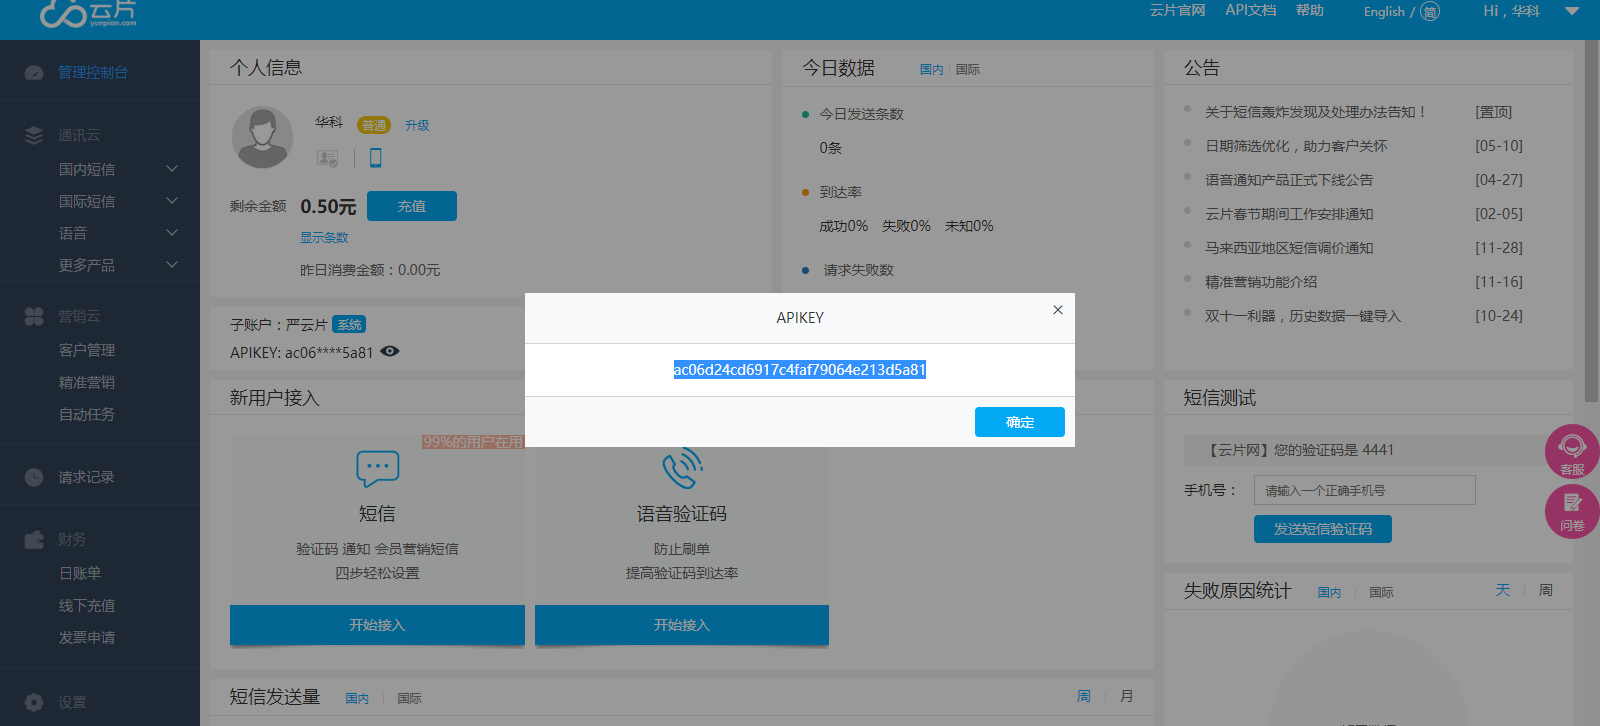 云片
yunpian.com
云片官网 API文档 帮助 English / 简 Hi , 华科
管理控制台
通讯云
国内短信
国际短信
语音
更多产品
营销云
客户管理
精准营销
自动任务
请求记录
财务
日账单
线下充值
发票申请
设置
个人信息
华科 普通 升级
剩余金额 0.50元 充值
显示条数
昨日消费金额：0.00元
子账户：严云片 系统
APIKEY: ac06****5a81
今日数据 国内 国际
今日发送条数
0条
到达率
成功0% 失败0% 未知0%
请求失败数
公告
关于短信轰炸发现及处理办法告知！ [置顶]
日期筛选优化，助力客户关怀 [05-10]
语音通知产品正式下线公告 [04-27]
云片春节期间工作安排通知 [02-05]
马来西亚地区短信调价通知 [11-28]
精准营销功能介绍 [11-16]
双十一利器，历史数据一键导入 [10-24]
APIKEY
×
ac06d24cd6917c4faf79064e213d5a81
确定
新用户接入
99%的用户在用
短信
验证码 通知 会员营销短信
四步轻松设置
开始接入
语音验证码
防止刷单
提高验证码到达率
开始接入
短信测试
【云片网】您的验证码是 4441
手机号： 请输入一个正确手机号
发送短信验证码
客服
问卷
失败原因统计 国内 国际 天 周
短信发送量 国内 国际 周 月